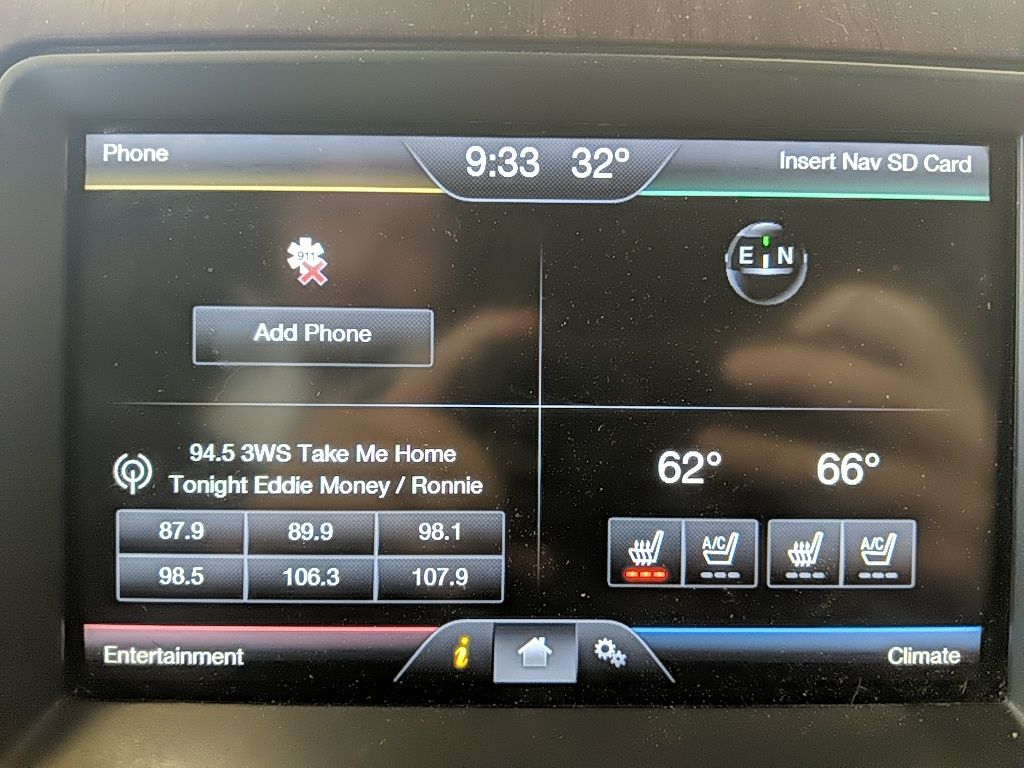 Phone
9:33 32°
Insert Nav SD Card
911
E N
Add Phone
94.5 3WS Take Me Home
Tonight Eddie Money / Ronnie
87.9 89.9 98.1
98.5 106.3 107.9
62° 66°
A/C A/C
Entertainment
i
Climate